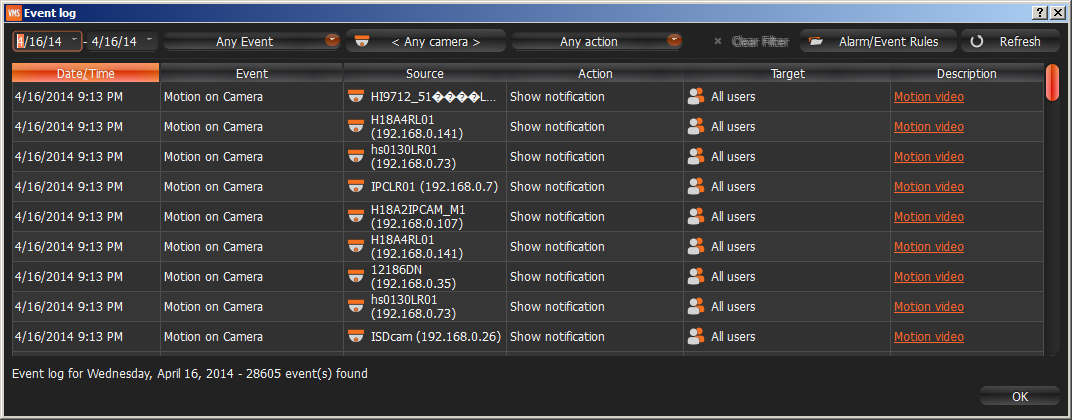 VMS Event log
4/16/14 - 4/16/14 Any Event < Any camera > Any action × Clear Filter Alarm/Event Rules Refresh
Date/Time Event Source Action Target Description
4/16/2014 9:13 PM Motion on Camera HI9712_51����L... Show notification All users Motion video
4/16/2014 9:13 PM Motion on Camera H18A4RL01 (192.168.0.141) Show notification All users Motion video
4/16/2014 9:13 PM Motion on Camera hs0130LR01 (192.168.0.73) Show notification All users Motion video
4/16/2014 9:13 PM Motion on Camera IPCLR01 (192.168.0.7) Show notification All users Motion video
4/16/2014 9:13 PM Motion on Camera H18A2IPCAM_M1 (192.168.0.107) Show notification All users Motion video
4/16/2014 9:13 PM Motion on Camera H18A4RL01 (192.168.0.141) Show notification All users Motion video
4/16/2014 9:13 PM Motion on Camera 12186DN (192.168.0.35) Show notification All users Motion video
4/16/2014 9:13 PM Motion on Camera hs0130LR01 (192.168.0.73) Show notification All users Motion video
4/16/2014 9:13 PM Motion on Camera ISDcam (192.168.0.26) Show notification All users Motion video
Event log for Wednesday, April 16, 2014 - 28605 event(s) found
OK